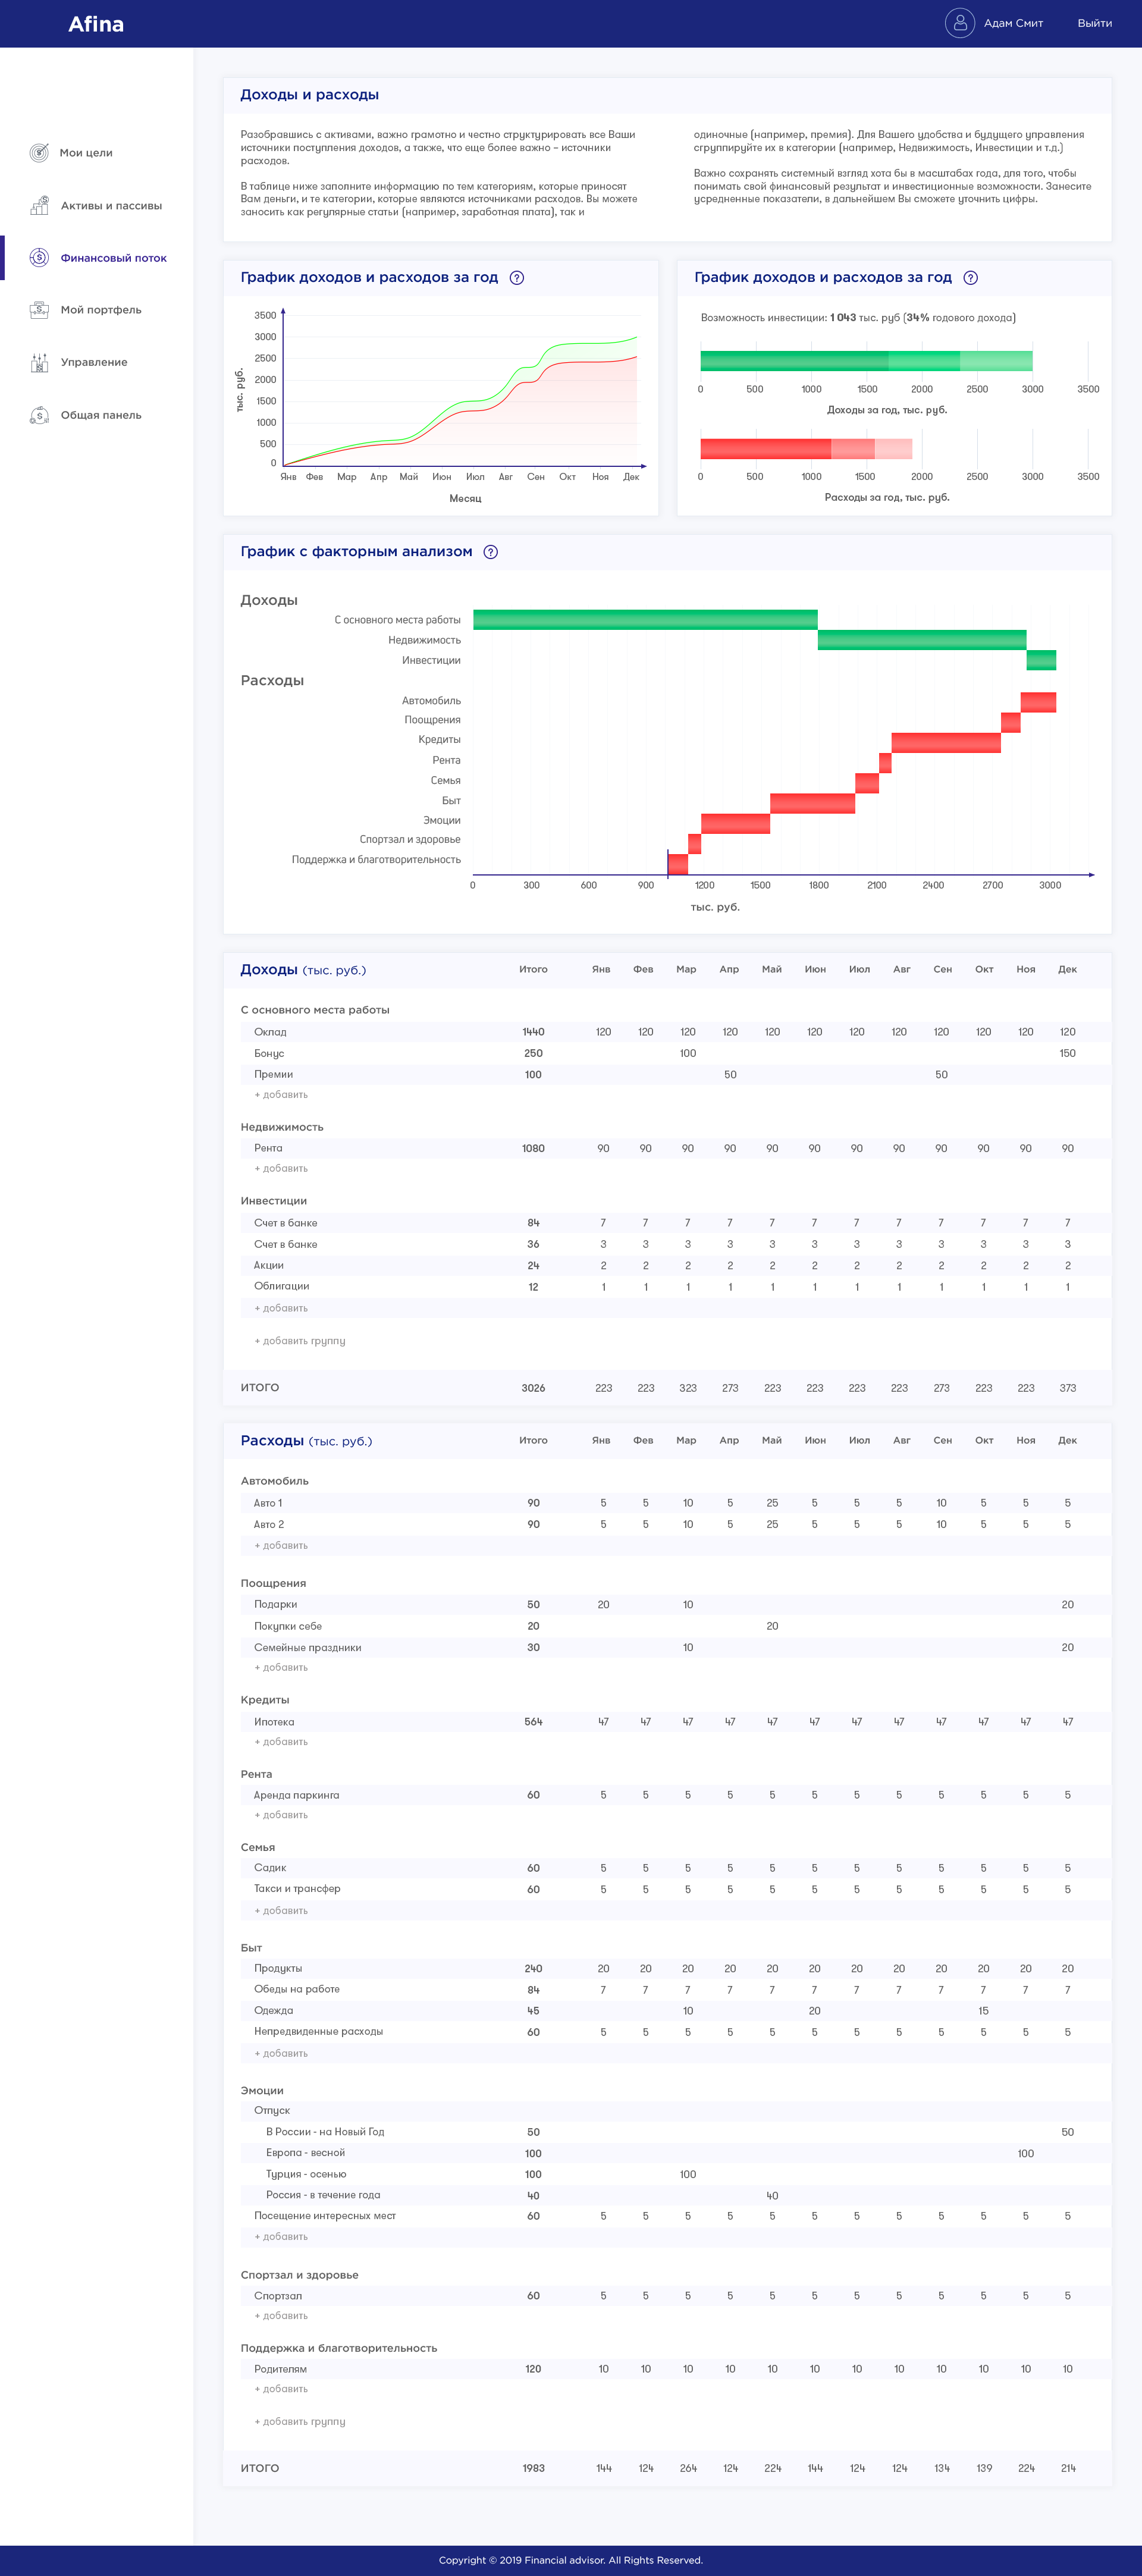 Afina
Адам Смит
Выйти
Мои цели
Активы и пассивы
Финансовый поток
Мой портфель
Управление
Общая панель
Доходы и расходы
Разобравшись с активами, важно грамотно и честно структурировать все Ваши
источники поступления доходов, а также, что еще более важно – источники
расходов.
В таблице ниже заполните информацию по тем категориям, которые приносят
Вам деньги, и те категории, которые являются источниками расходов. Вы можете
заносить как регулярные статьи (например, заработная плата), так и
одиночные (например, премия). Для Вашего удобства и будущего управления
сгруппируйте их в категории (например, Недвижимость, Инвестиции и т.д.)
Важно сохранять системный взгляд хота бы в масштабах года, для того, чтобы
понимать свой финансовый результат и инвестиционные возможности. Занесите
усредненные показатели, в дальнейшем Вы сможете уточнить цифры.
График доходов и расходов за год ?
тыс. руб.
3500
3000
2500
2000
1500
1000
500
0
Янв Фев Мар Апр Май Июн Июл Авг Сен Окт Ноя Дек
Месяц
График доходов и расходов за год ?
Возможность инвестиции: 1 043 тыс. руб (34% годового дохода)
0 500 1000 1500 2000 2500 3000 3500
Доходы за год, тыс. руб.
0 500 1000 1500 2000 2500 3000 3500
Расходы за год, тыс. руб.
График с факторным анализом ?
Доходы
С основного места работы
Недвижимость
Инвестиции
Расходы
Автомобиль
Поощрения
Кредиты
Рента
Семья
Быт
Эмоции
Спортзал и здоровье
Поддержка и благотворительность
0 300 600 900 1200 1500 1800 2100 2400 2700 3000
тыс. руб.
Доходы (тыс. руб.) Итого Янв Фев Мар Апр Май Июн Июл Авг Сен Окт Ноя Дек
С основного места работы
Оклад 1440 120 120 120 120 120 120 120 120 120 120 120 120
Бонус 250 100 150
Премии 100 50 50
+ добавить
Недвижимость
Рента 1080 90 90 90 90 90 90 90 90 90 90 90 90
+ добавить
Инвестиции
Счет в банке 84 7 7 7 7 7 7 7 7 7 7 7 7
Счет в банке 36 3 3 3 3 3 3 3 3 3 3 3 3
Акции 24 2 2 2 2 2 2 2 2 2 2 2 2
Облигации 12 1 1 1 1 1 1 1 1 1 1 1 1
+ добавить
+ добавить группу
ИТОГО 3026 223 223 323 273 223 223 223 223 273 223 223 373
Расходы (тыс. руб.) Итого Янв Фев Мар Апр Май Июн Июл Авг Сен Окт Ноя Дек
Автомобиль
Авто 1 90 5 5 10 5 25 5 5 5 10 5 5 5
Авто 2 90 5 5 10 5 25 5 5 5 10 5 5 5
+ добавить
Поощрения
Подарки 50 20 10 20
Покупки себе 20 20
Семейные праздники 30 10 20
+ добавить
Кредиты
Ипотека 564 47 47 47 47 47 47 47 47 47 47 47 47
+ добавить
Рента
Аренда паркинга 60 5 5 5 5 5 5 5 5 5 5 5 5
+ добавить
Семья
Садик 60 5 5 5 5 5 5 5 5 5 5 5 5
Такси и трансфер 60 5 5 5 5 5 5 5 5 5 5 5 5
+ добавить
Быт
Продукты 240 20 20 20 20 20 20 20 20 20 20 20 20
Обеды на работе 84 7 7 7 7 7 7 7 7 7 7 7 7
Одежда 45 10 20 15
Непредвиденные расходы 60 5 5 5 5 5 5 5 5 5 5 5 5
+ добавить
Эмоции
Отпуск
В России - на Новый Год 50 50
Европа - весной 100 100
Турция - осенью 100 100
Россия - в течение года 40 40
Посещение интересных мест 60 5 5 5 5 5 5 5 5 5 5 5 5
+ добавить
Спортзал и здоровье
Спортзал 60 5 5 5 5 5 5 5 5 5 5 5 5
+ добавить
Поддержка и благотворительность
Родителям 120 10 10 10 10 10 10 10 10 10 10 10 10
+ добавить
+ добавить группу
ИТОГО 1983 144 124 264 124 224 144 124 124 134 139 224 214
Copyright © 2019 Financial advisor. All Rights Reserved.